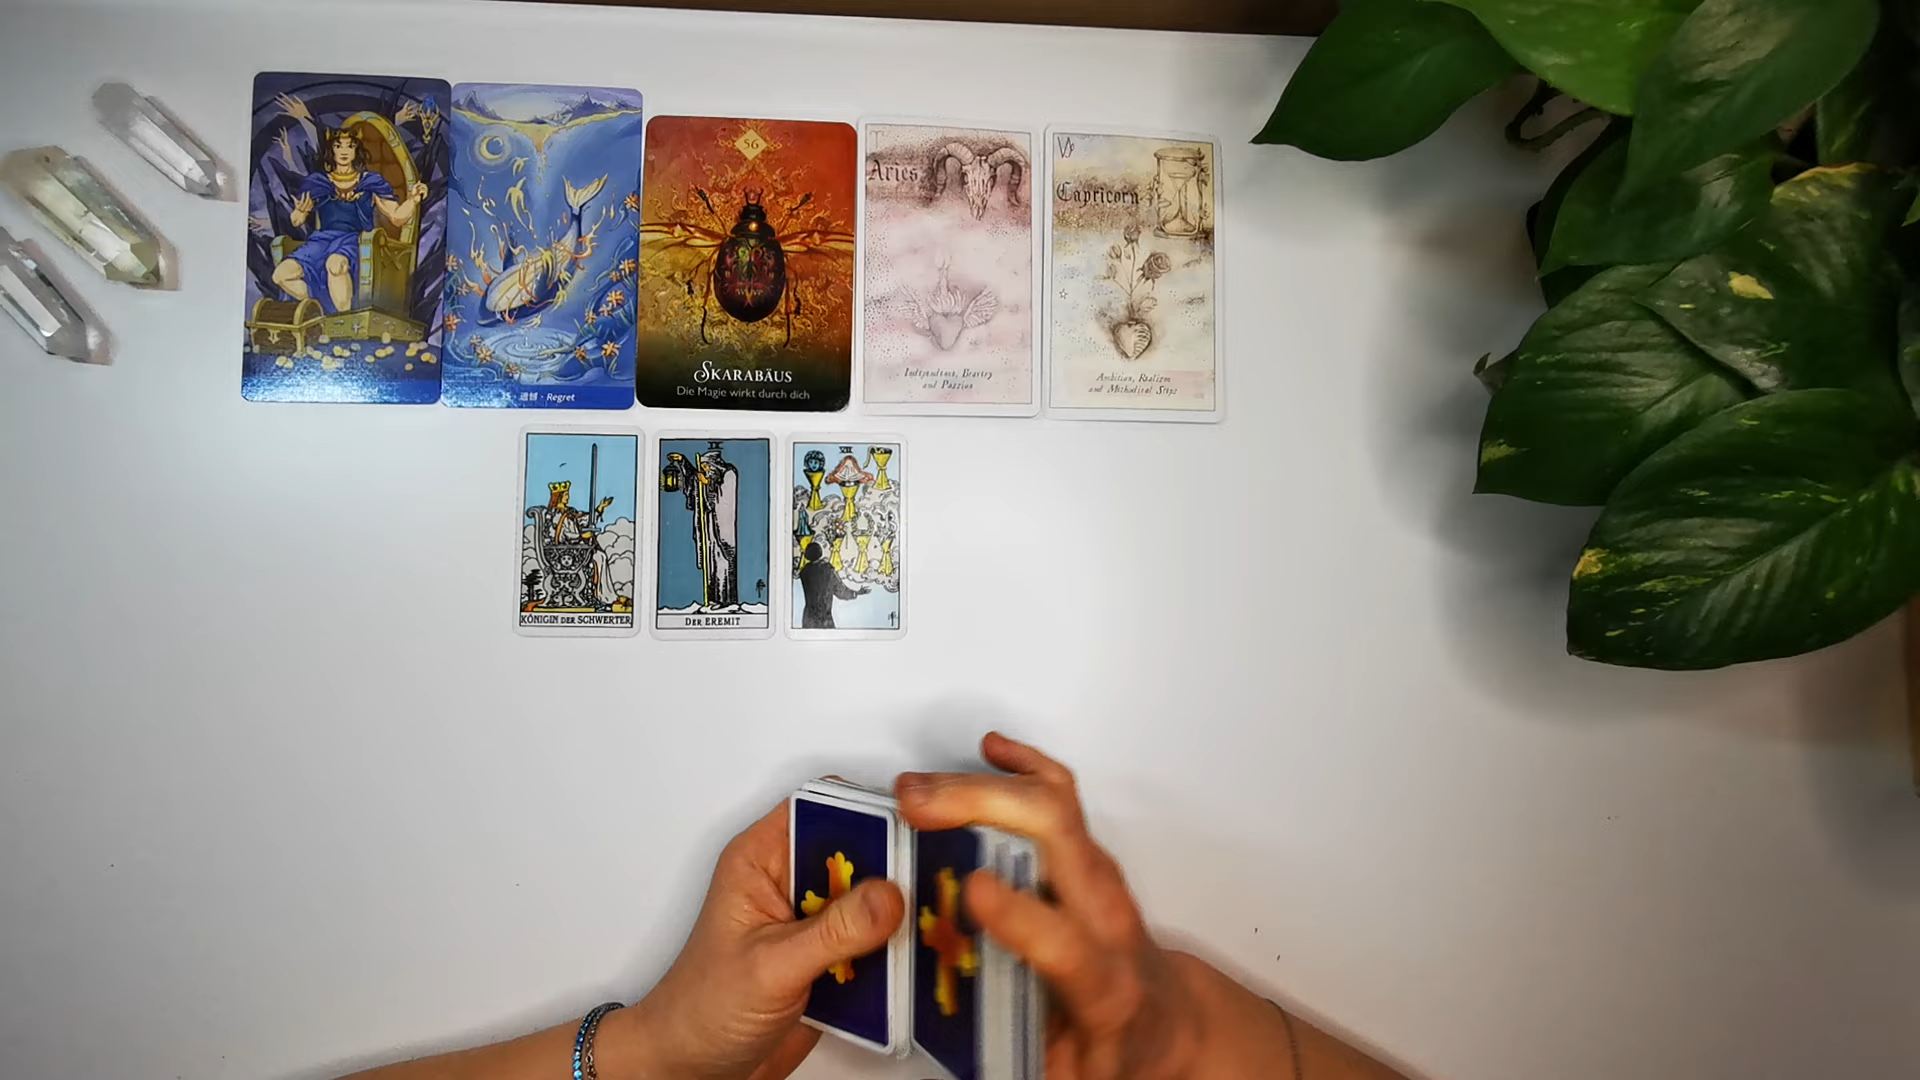 35 · 遺憾 · Regret
56
SKARABÄUS
Die Magie wirkt durch dich
Aries
Independent, Bravery
and Passion
Capricorn
Ambition, Realism
and Methodical Steps
KÖNIGIN DER SCHWERTER
IX
DER EREMIT
VII